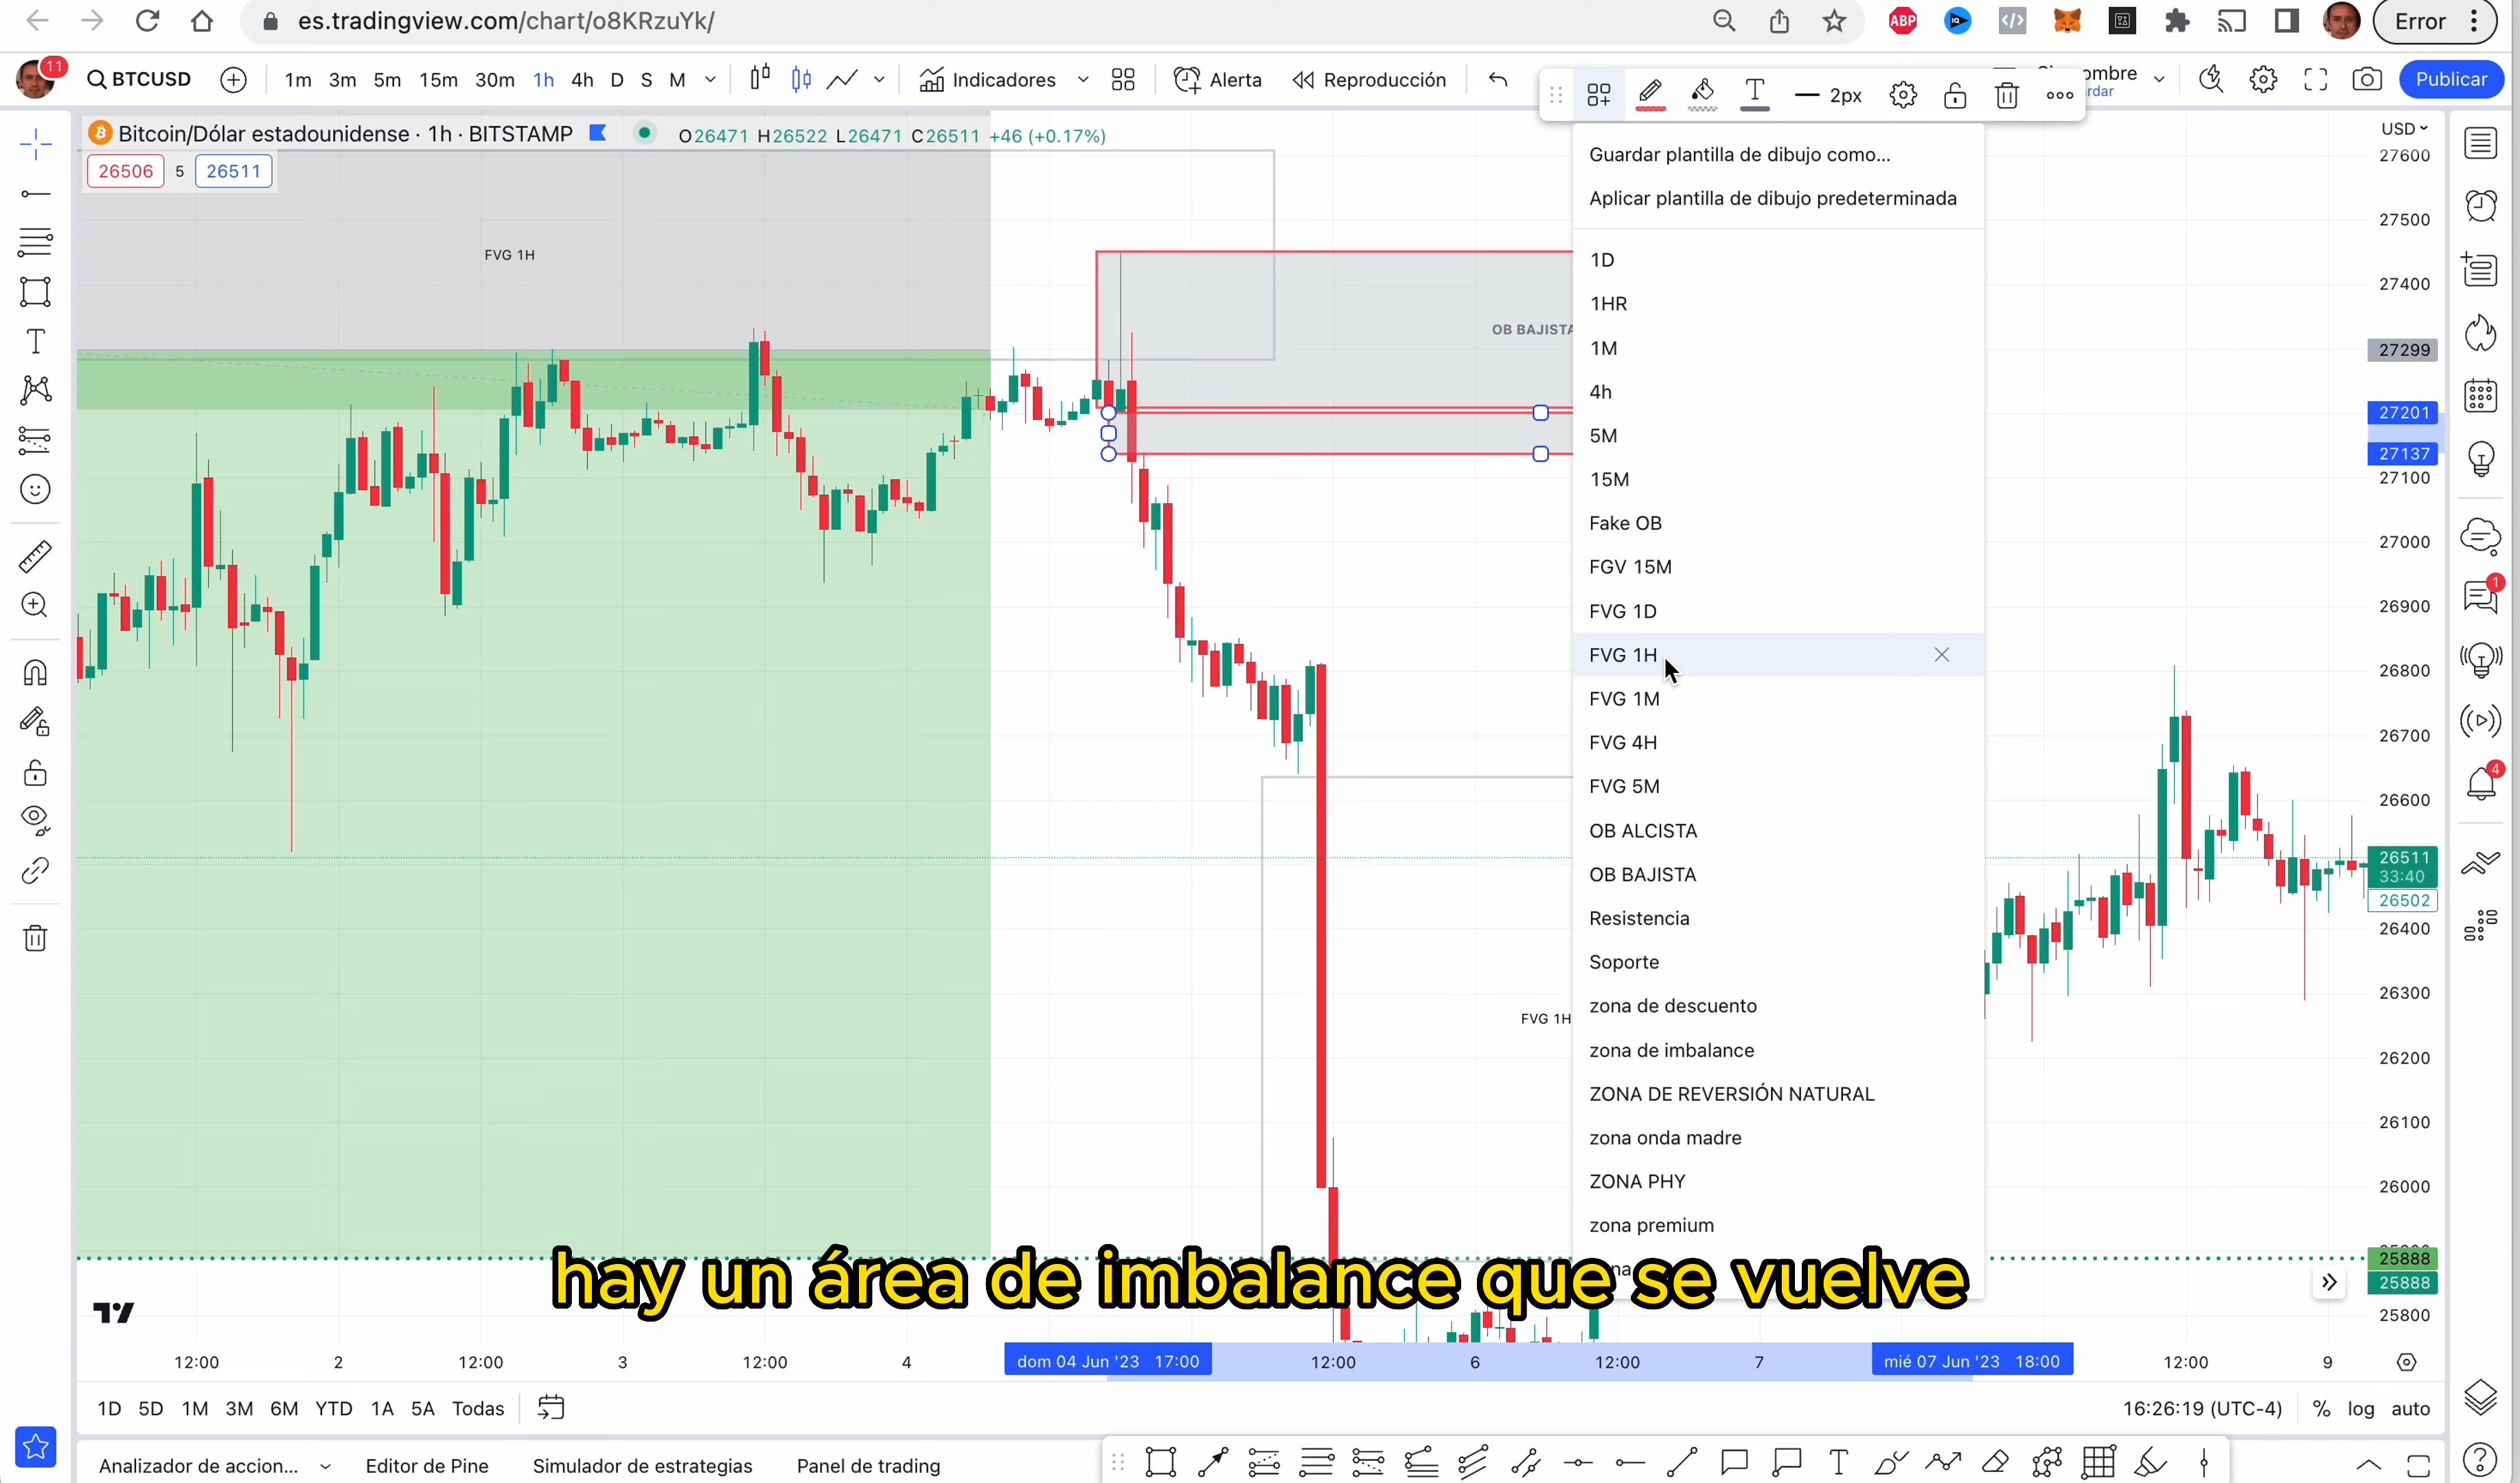 es.tradingview.com/chart/o8KRzuYk/
ABP
Error
11
BTCUSD
1m 3m 5m 15m 30m 1h 4h D S M
Indicadores
Alerta
Reproducción
2px
Publicar
Bitcoin/Dólar estadounidense · 1h · BITSTAMP
O26471 H26522 L26471 C26511 +46 (+0.17%)
26506 5 26511
USD
Guardar plantilla de dibujo como...
Aplicar plantilla de dibujo predeterminada
1D
1HR
1M
4h
5M
15M
Fake OB
FGV 15M
FVG 1D
FVG 1H
FVG 1M
FVG 4H
FVG 5M
OB ALCISTA
OB BAJISTA
Resistencia
Soporte
zona de descuento
zona de imbalance
ZONA DE REVERSIÓN NATURAL
zona onda madre
ZONA PHY
zona premium
FVG 1H
OB BAJISTA
FVG 1H
27600
27500
27400
27299
27201
27137
27100
27000
26900
26800
26700
26600
26511
33:40
26502
26400
26300
26200
26100
26000
25888
25888
25800
1
4
hay un área de imbalance que se vuelve
12:00 2 12:00 3 12:00 4 dom 04 Jun '23 17:00 12:00 6 12:00 7 mié 07 Jun '23 18:00 12:00 9
1D 5D 1M 3M 6M YTD 1A 5A Todas
16:26:19 (UTC-4) % log auto
Analizador de accion... Editor de Pine Simulador de estrategias Panel de trading